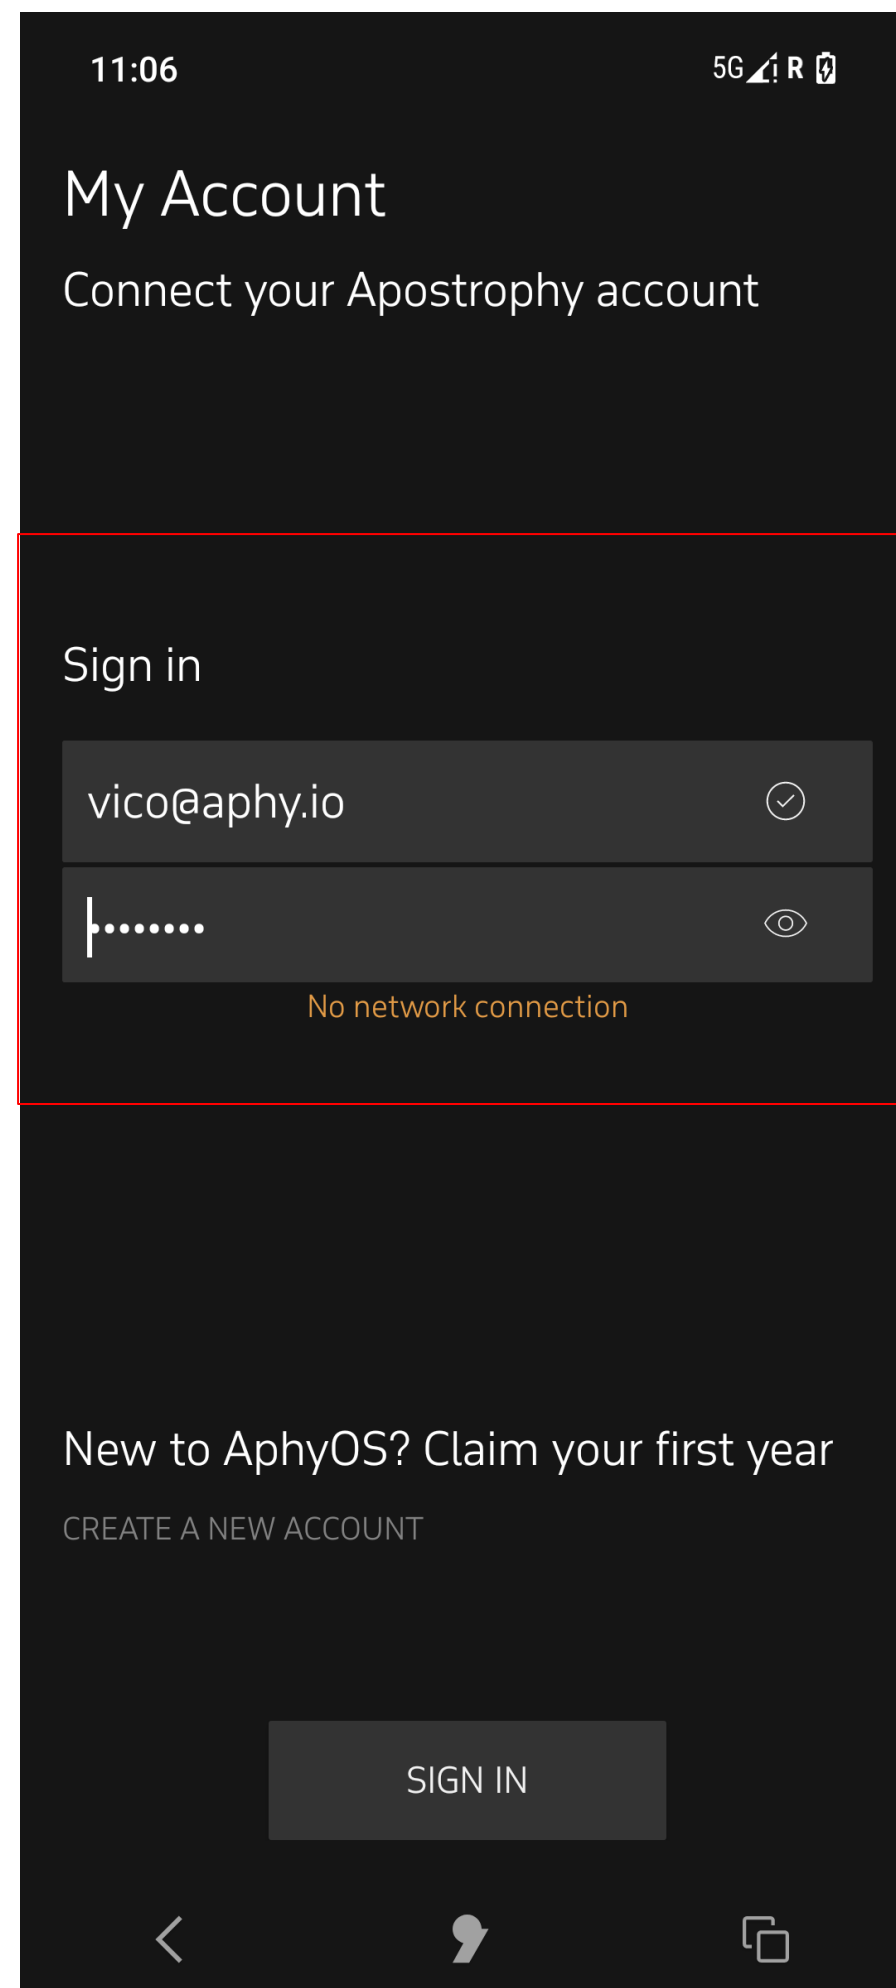 11:06
5G R
My Account
Connect your Apostrophy account
Sign in
vico@aphy.io
••••••••
No network connection
New to AphyOS? Claim your first year
CREATE A NEW ACCOUNT
SIGN IN